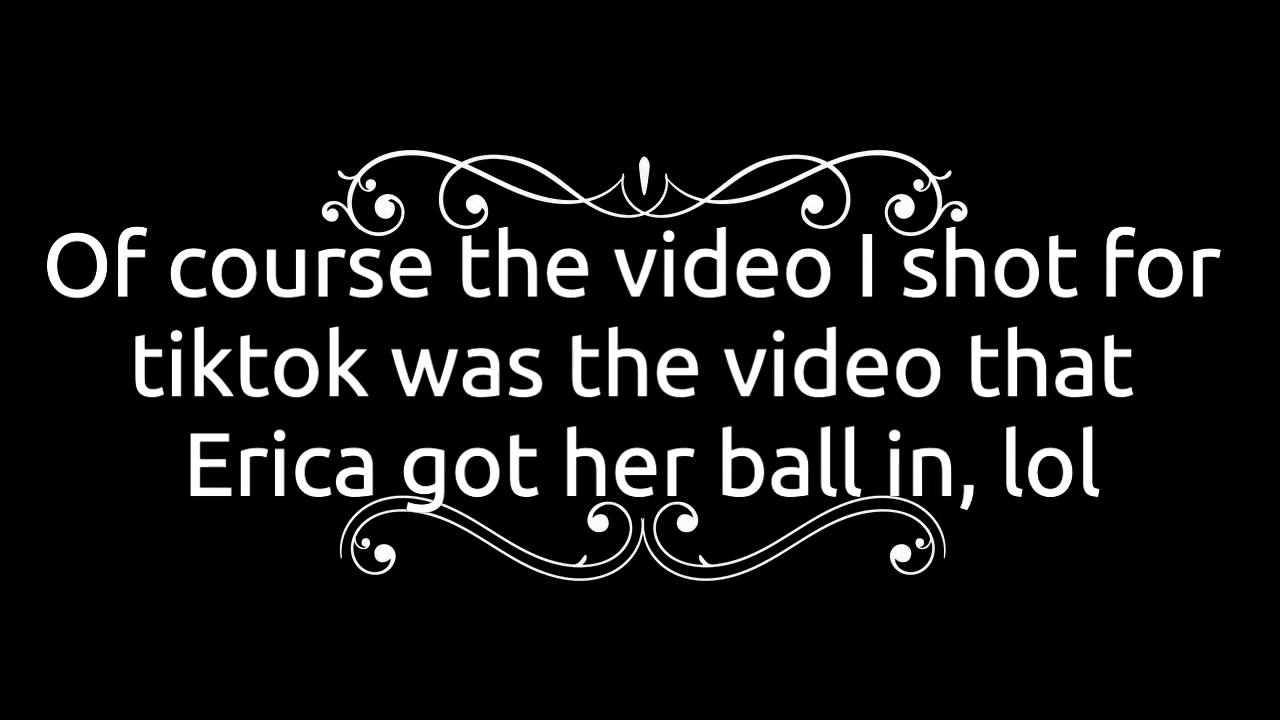 Of course the video I shot for
tiktok was the video that
Erica got her ball in, lol